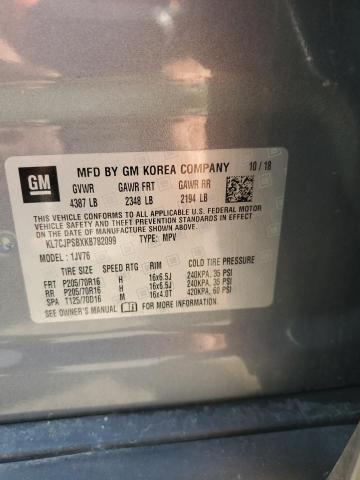 GM
MFD BY GM KOREA COMPANY 10 / 18
GVWR GAWR FRT GAWR RR
4387 LB 2348 LB 2194 LB
THIS VEHICLE CONFORMS TO ALL APPLICABLE U.S.
FEDERAL MOTOR VEHICLE SAFETY, BUMPER, AND
THEFT PREVENTION STANDARDS IN EFFECT ON THE
DATE OF MANUFACTURE SHOWN ABOVE.
KL7CJPSBXKB782099 TYPE: MPV
MODEL : 1JV76
TIRE SIZE SPEED RTG RIM COLD TIRE PRESSURE
FRT P205/70R16 H 16x6.5J 240KPA, 35 PSI
RR P205/70R16 H 16x6.5J 240KPA, 35 PSI
SPA T125/70D16 M 16x4.0T 420KPA, 60 PSI
SEE OWNER'S MANUAL FOR MORE INFORMATION